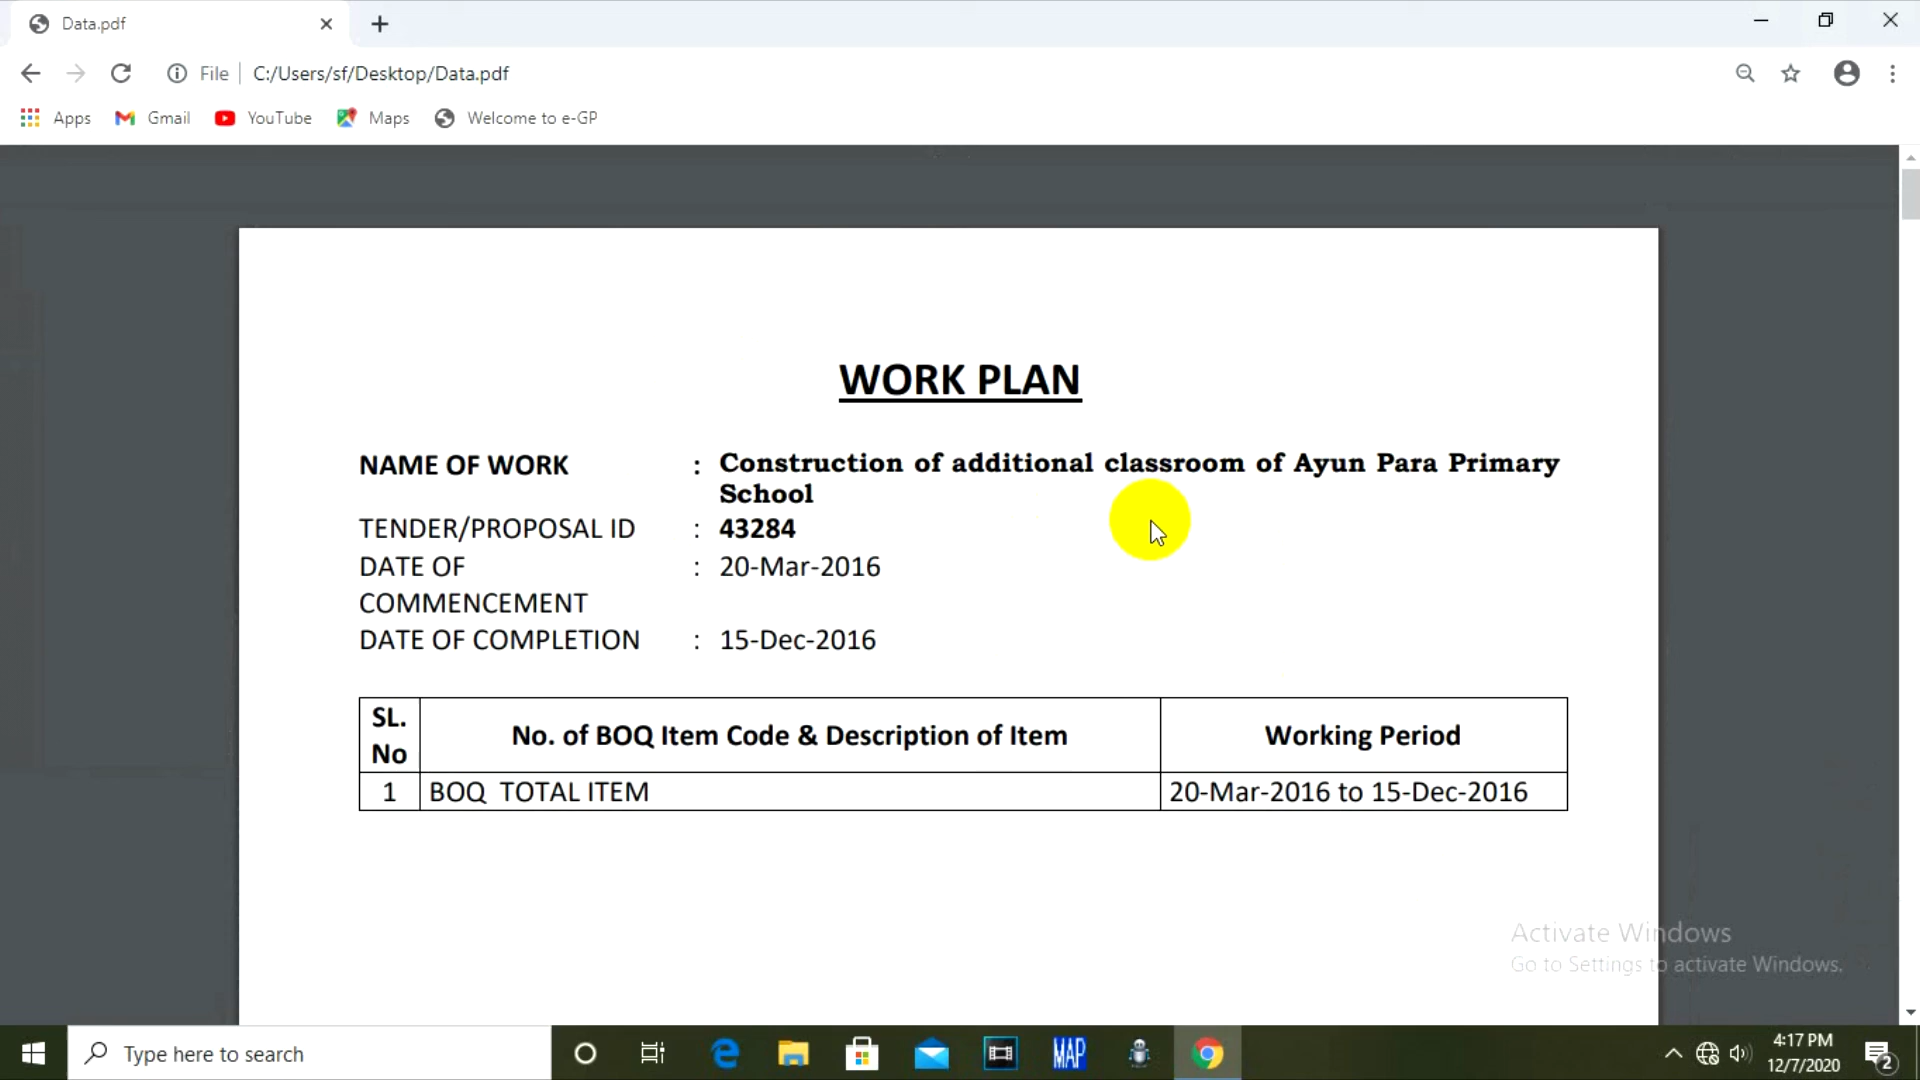 Data.pdf
File C:/Users/sf/Desktop/Data.pdf
Apps Gmail YouTube Maps Welcome to e-GP
WORK PLAN
NAME OF WORK : Construction of additional classroom of Ayun Para Primary
School
TENDER/PROPOSAL ID : 43284
DATE OF : 20-Mar-2016
COMMENCEMENT
DATE OF COMPLETION : 15-Dec-2016
SL.
No
No. of BOQ Item Code & Description of Item
Working Period
1 BOQ TOTAL ITEM 20-Mar-2016 to 15-Dec-2016
Activate Windows
Go to Settings to activate Windows.
Type here to search
MAP
4:17 PM
12/7/2020
2